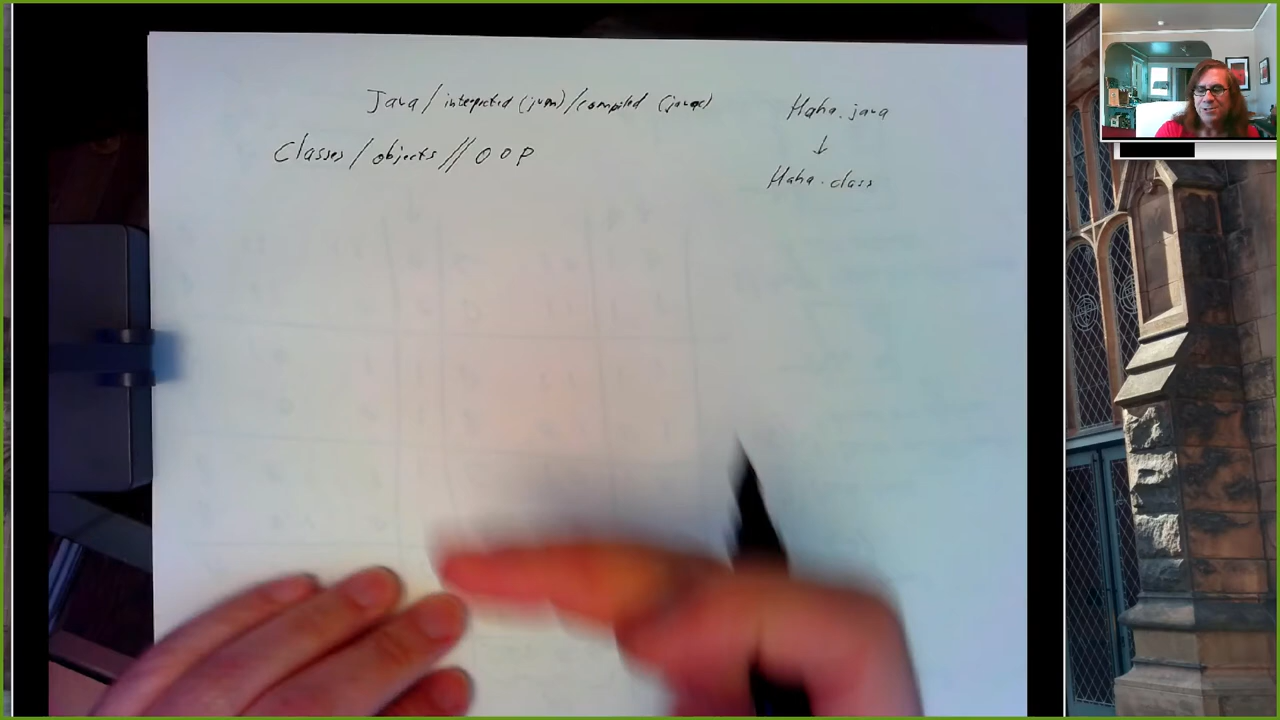 Java / interpreted (jvm) / compiled (javac)
Classes / objects // OOP
Haha.java
↓
Haha.class